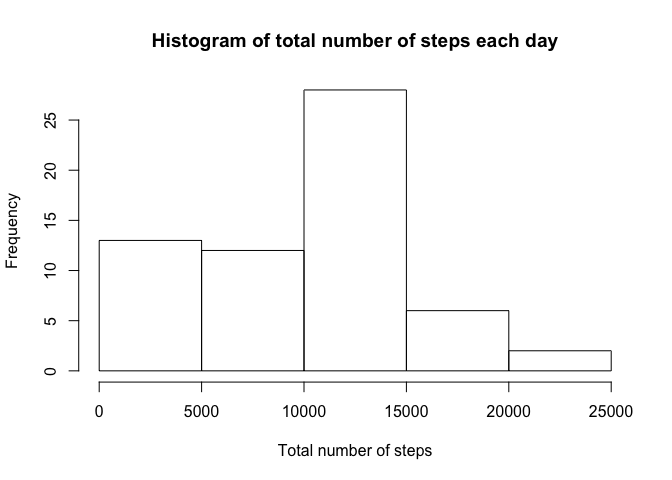 Histogram of total number of steps each day
Frequency
25
20
15
10
5
0
0 5000 10000 15000 20000 25000
Total number of steps